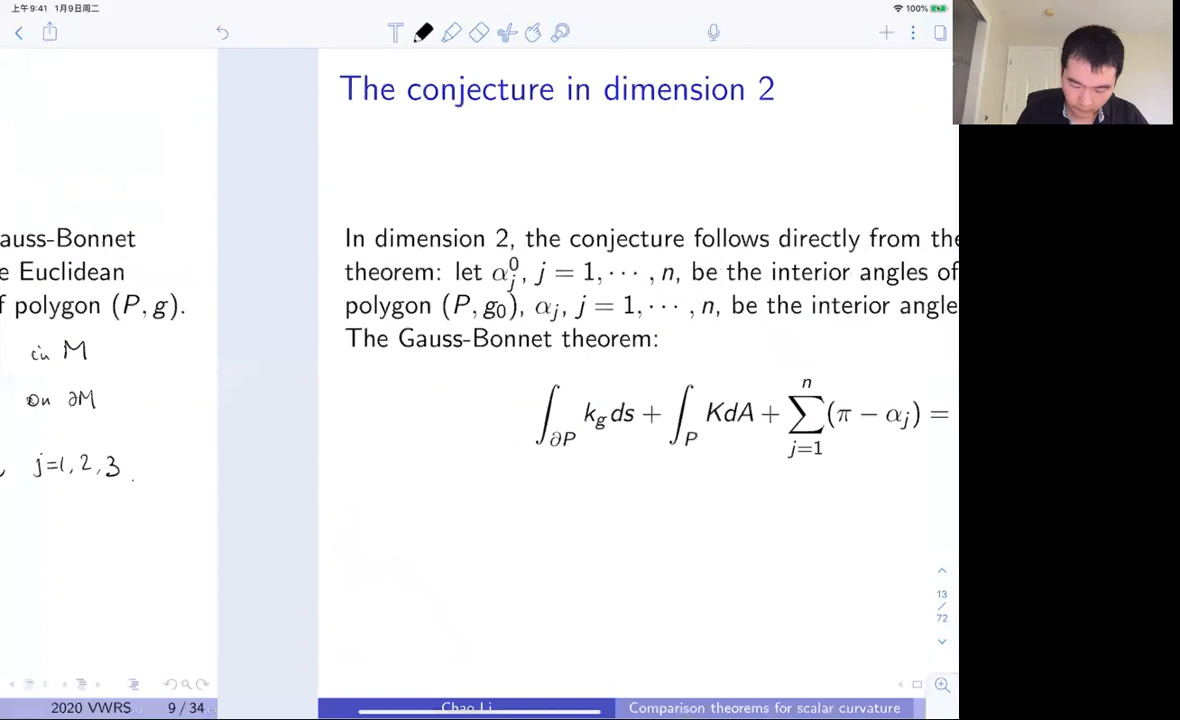 上午9:41 1月9日周二
100%
The conjecture in dimension 2
auss-Bonnet
e Euclidean
f polygon (P, g).
in M
on ∂M
j=1, 2, 3.
2020 VWRS 9 / 34
In dimension 2, the conjecture follows directly from the
theorem: let α_j^0, j = 1, ⋯ , n, be the interior angles of
polygon (P, g_0), α_j, j = 1, ⋯ , n, be the interior angle
The Gauss-Bonnet theorem:
∫_{∂P} k_g ds + ∫_P KdA + ∑_{j=1}^n (π − α_j) =
13
/
72
Chao Li Comparison theorems for scalar curvature